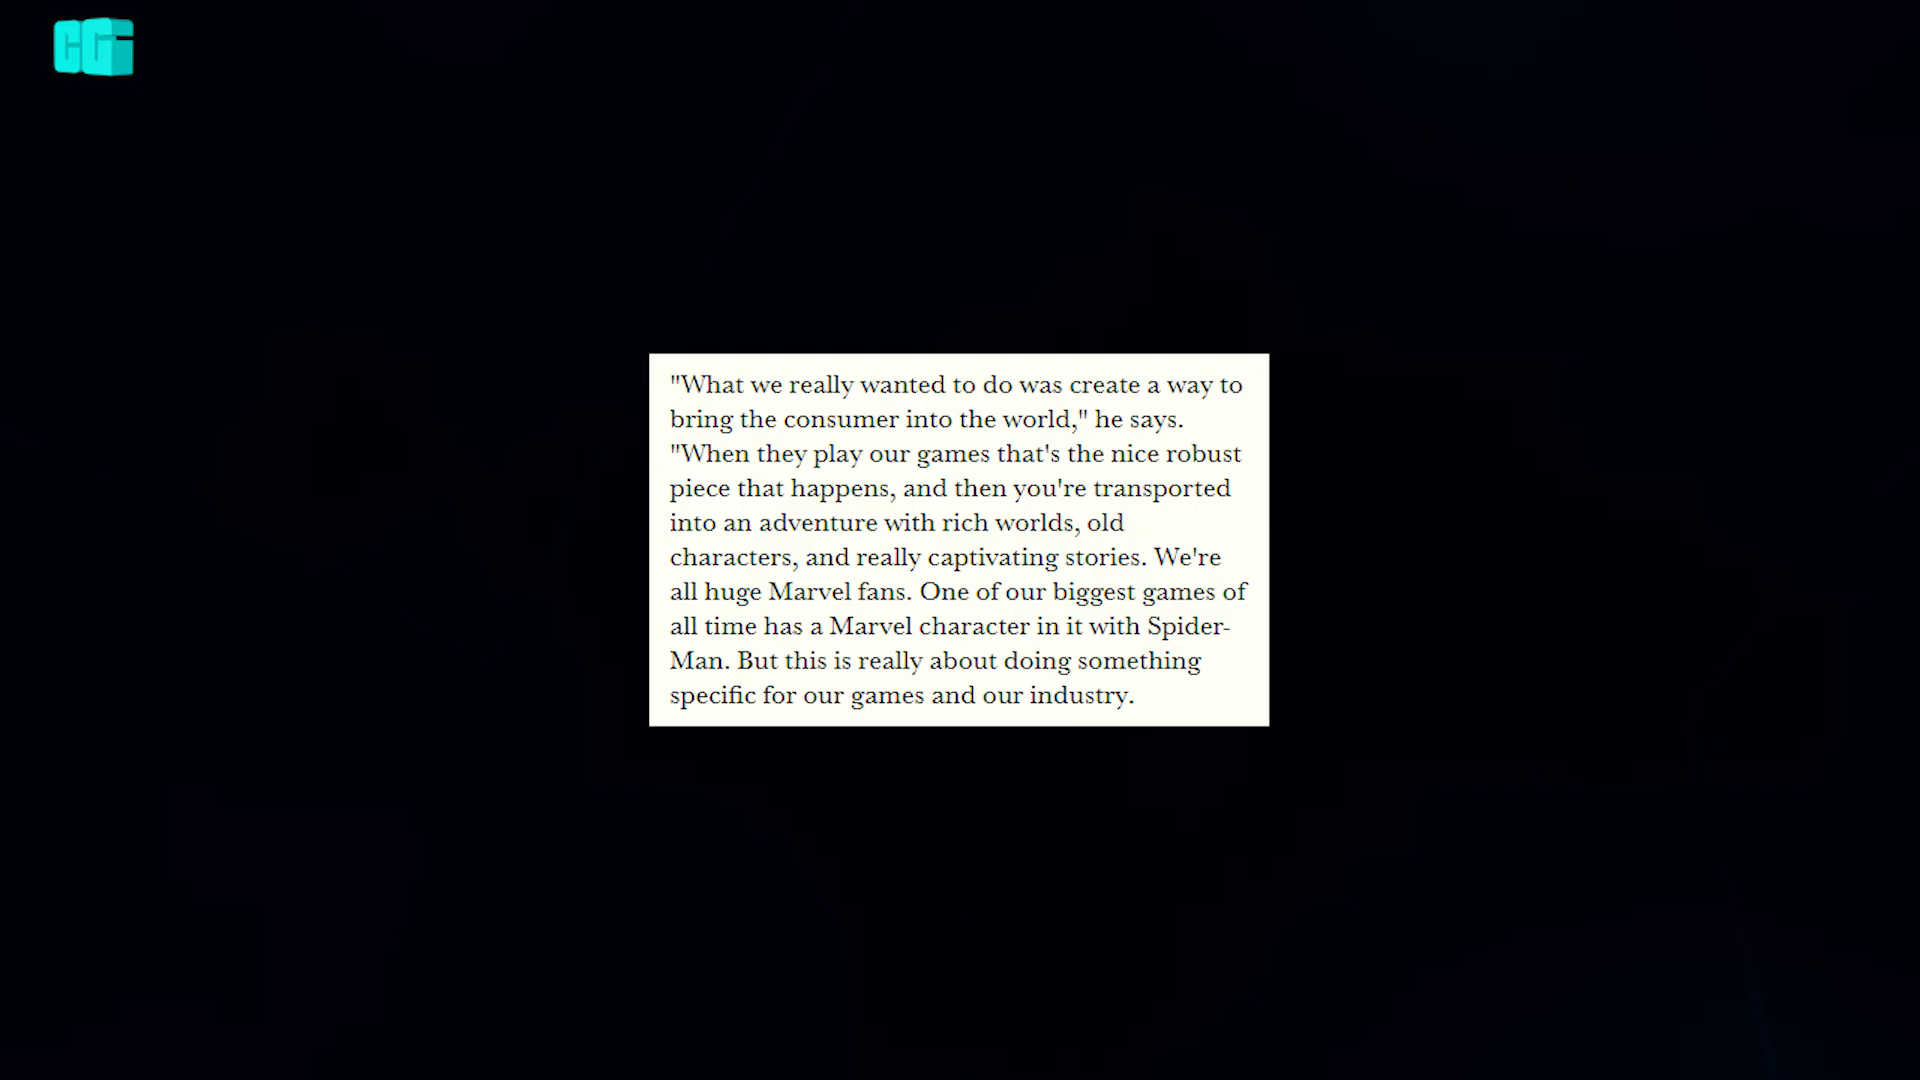 CGi
"What we really wanted to do was create a way to
bring the consumer into the world," he says.
"When they play our games that's the nice robust
piece that happens, and then you're transported
into an adventure with rich worlds, old
characters, and really captivating stories. We're
all huge Marvel fans. One of our biggest games of
all time has a Marvel character in it with Spider-
Man. But this is really about doing something
specific for our games and our industry.